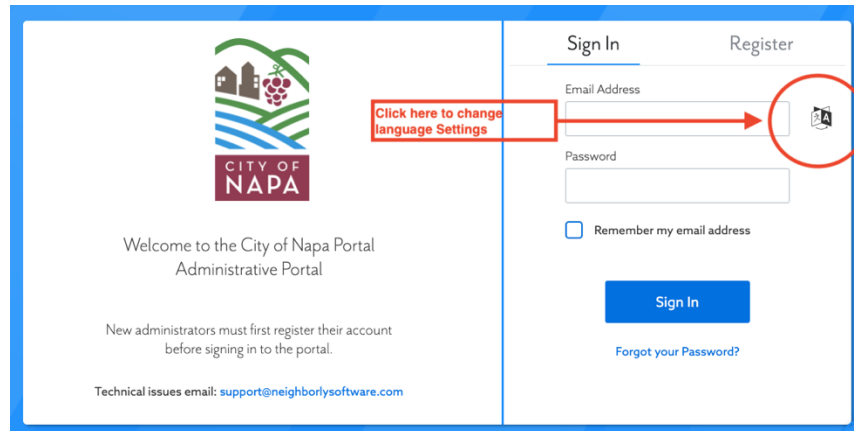 CITY OF
NAPA
Welcome to the City of Napa Portal
Administrative Portal
New administrators must first register their account
before signing in to the portal.
Technical issues email: support@neighborlysoftware.com
Click here to change
language Settings
Sign In
Register
Email Address
Password
Remember my email address
Sign In
Forgot your Password?